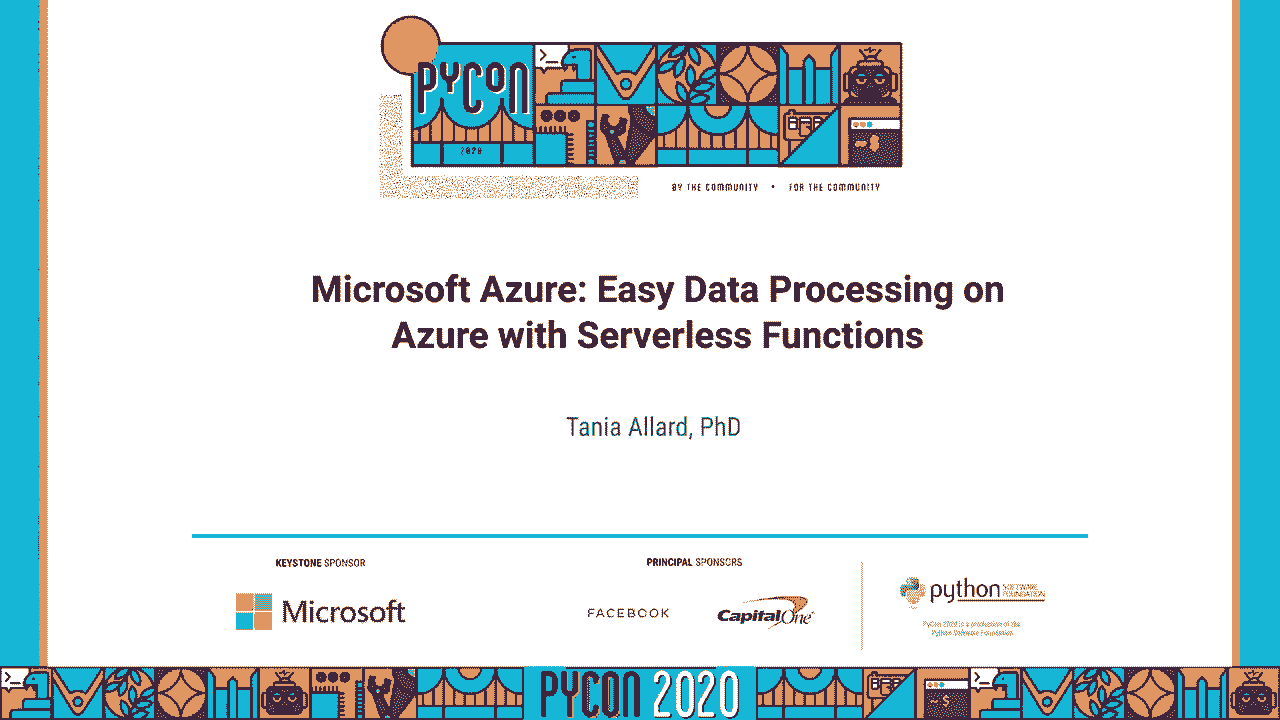 PYCON
2020
BY THE COMMUNITY • FOR THE COMMUNITY
Microsoft Azure: Easy Data Processing on
Azure with Serverless Functions
Tania Allard, PhD
KEYSTONE SPONSOR
Microsoft
PRINCIPAL SPONSORS
FACEBOOK
Capital One
python SOFTWARE
FOUNDATION
PyCon 2020 is a production of the
Python Software Foundation
PYCON 2020